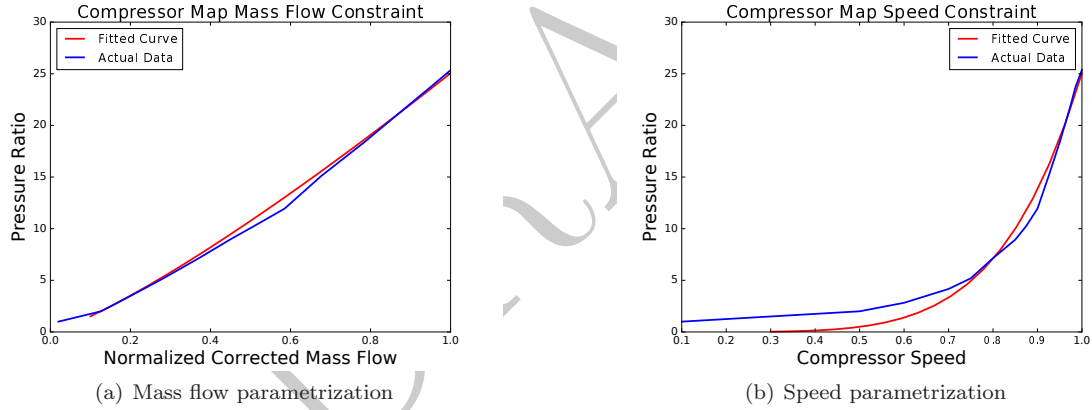 Compressor Map Mass Flow Constraint
Fitted Curve
Actual Data
Pressure Ratio
30
25
20
15
10
5
0
0.0 0.2 0.4 0.6 0.8 1.0
Normalized Corrected Mass Flow
(a) Mass flow parametrization
Compressor Map Speed Constraint
Fitted Curve
Actual Data
Pressure Ratio
30
25
20
15
10
5
0
0.1 0.2 0.3 0.4 0.5 0.6 0.7 0.8 0.9 1.0
Compressor Speed
(b) Speed parametrization